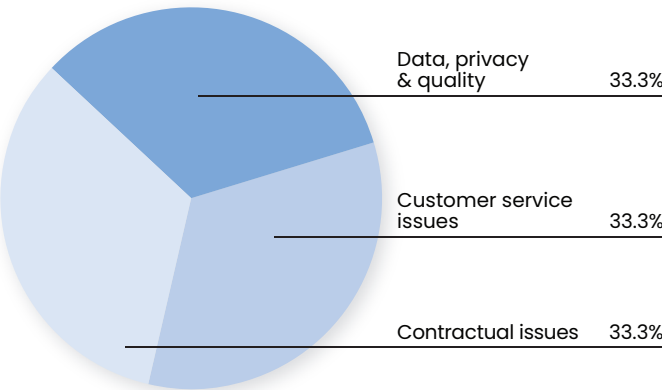 Data, privacy
& quality 33.3%
Customer service
issues 33.3%
Contractual issues 33.3%